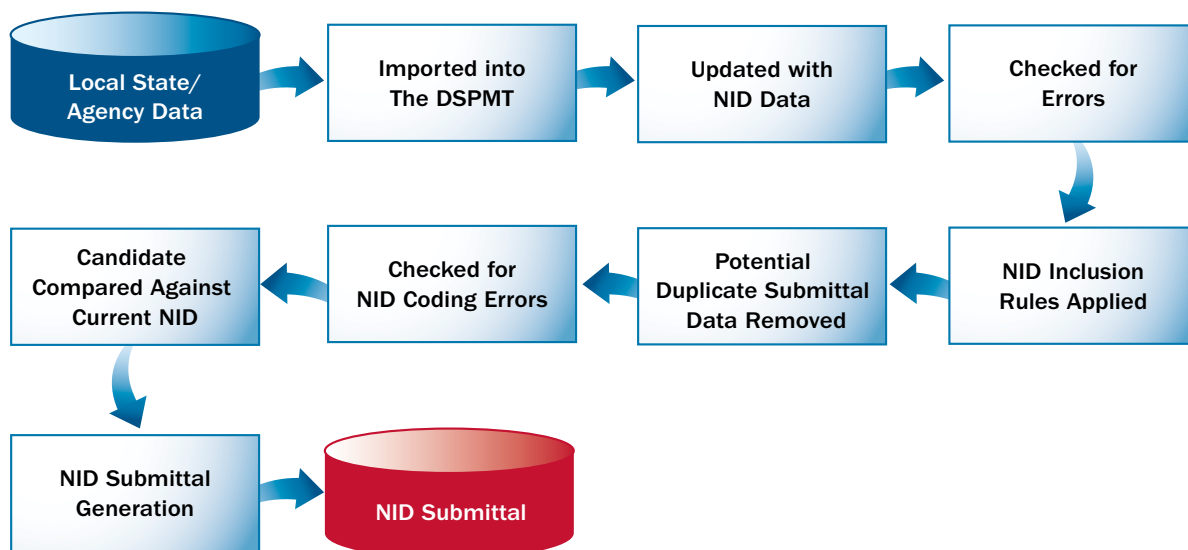 Local State/
Agency Data
Imported into
The DSPMT
Updated with
NID Data
Checked for
Errors
NID Inclusion
Rules Applied
Potential
Duplicate Submittal
Data Removed
Checked for
NID Coding Errors
Candidate
Compared Against
Current NID
NID Submittal
Generation
NID Submittal